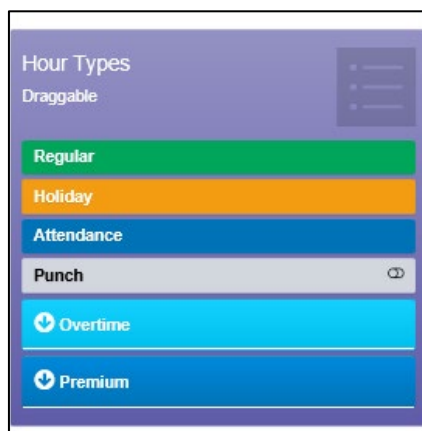 Hour Types
Draggable
Regular
Holiday
Attendance
Punch
Overtime
Premium